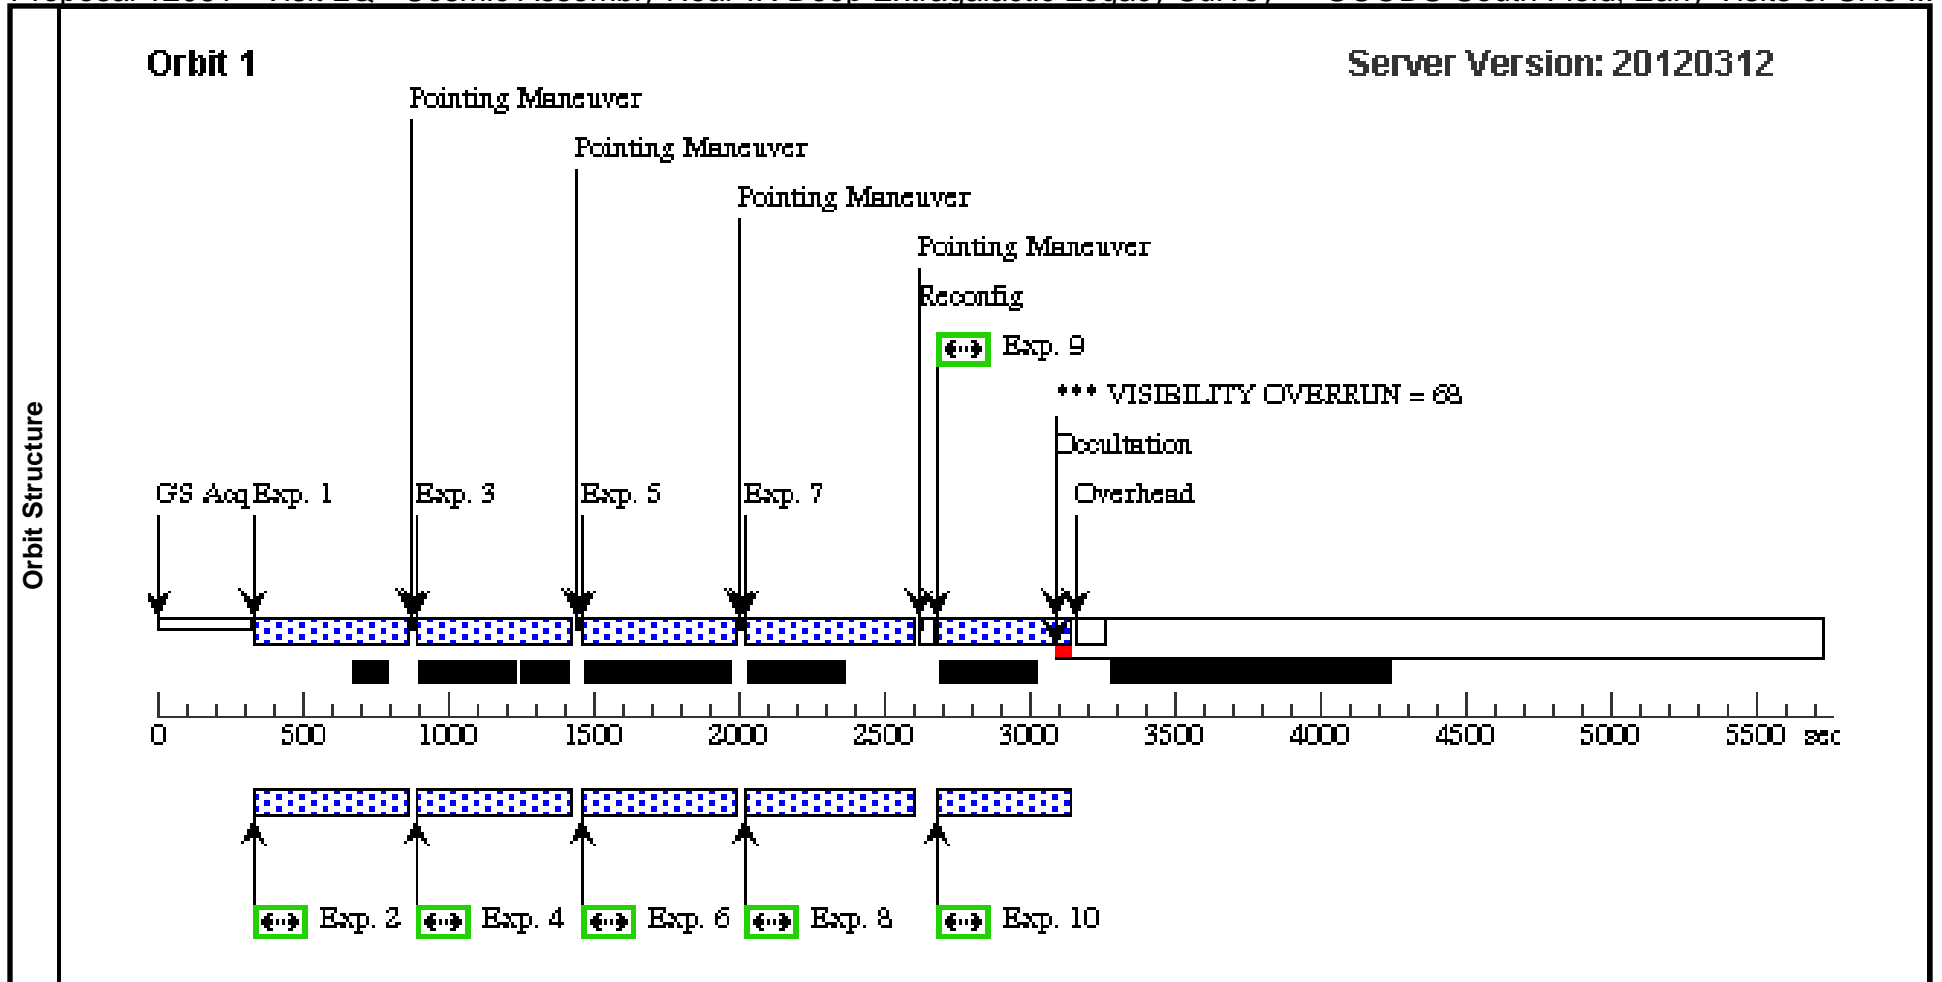 Orbit 1
Server Version: 20120312
Pointing Maneuver
Pointing Maneuver
Pointing Maneuver
Pointing Maneuver
Reconfig
Exp. 9
*** VISIBILITY OVERRUN = 68
Occultation
GS Acq Exp. 1 Exp. 3 Exp. 5 Exp. 7 Overhead
Orbit Structure
0 500 1000 1500 2000 2500 3000 3500 4000 4500 5000 5500 sec
Exp. 2 Exp. 4 Exp. 6 Exp. 8 Exp. 10